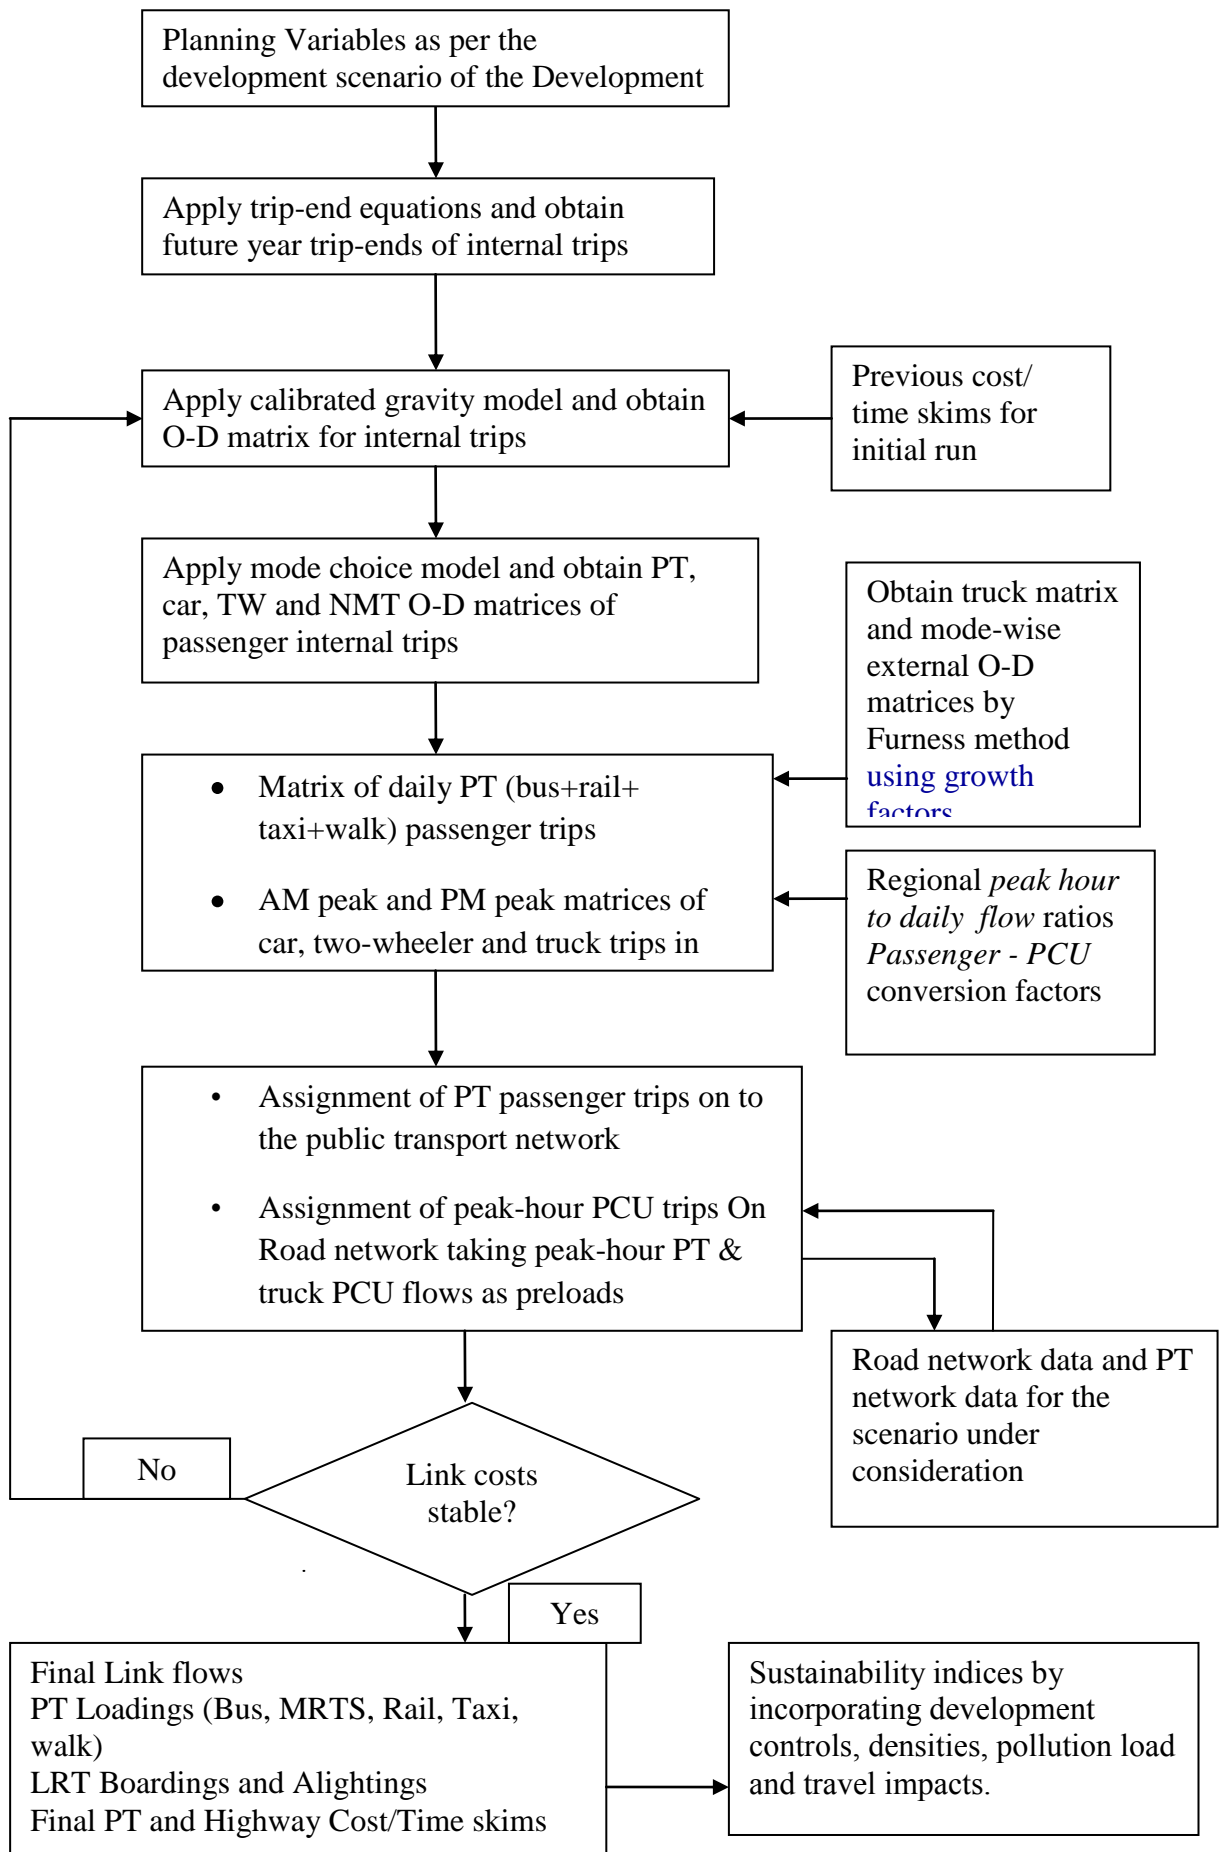 Planning Variables as per the
development scenario of the Development
Apply trip-end equations and obtain
future year trip-ends of internal trips
Apply calibrated gravity model and obtain
O-D matrix for internal trips
Previous cost/
time skims for
initial run
Apply mode choice model and obtain PT,
car, TW and NMT O-D matrices of
passenger internal trips
Obtain truck matrix
and mode-wise
external O-D
matrices by
Furness method
using growth
factors
• Matrix of daily PT (bus+rail+
taxi+walk) passenger trips
• AM peak and PM peak matrices of
car, two-wheeler and truck trips in
Regional peak hour
to daily flow ratios
Passenger - PCU
conversion factors
• Assignment of PT passenger trips on to
the public transport network
• Assignment of peak-hour PCU trips On
Road network taking peak-hour PT &
truck PCU flows as preloads
Road network data and PT
network data for the
scenario under
consideration
No
Link costs
stable?
.
Yes
Final Link flows
PT Loadings (Bus, MRTS, Rail, Taxi,
walk)
LRT Boardings and Alightings
Final PT and Highway Cost/Time skims
Sustainability indices by
incorporating development
controls, densities, pollution load
and travel impacts.